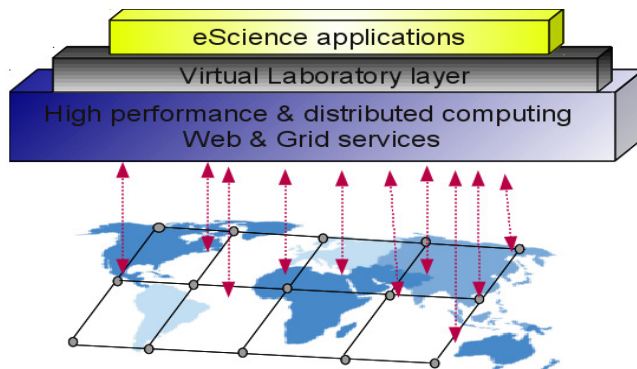 eScience applications
Virtual Laboratory layer
High performance & distributed computing
Web & Grid services